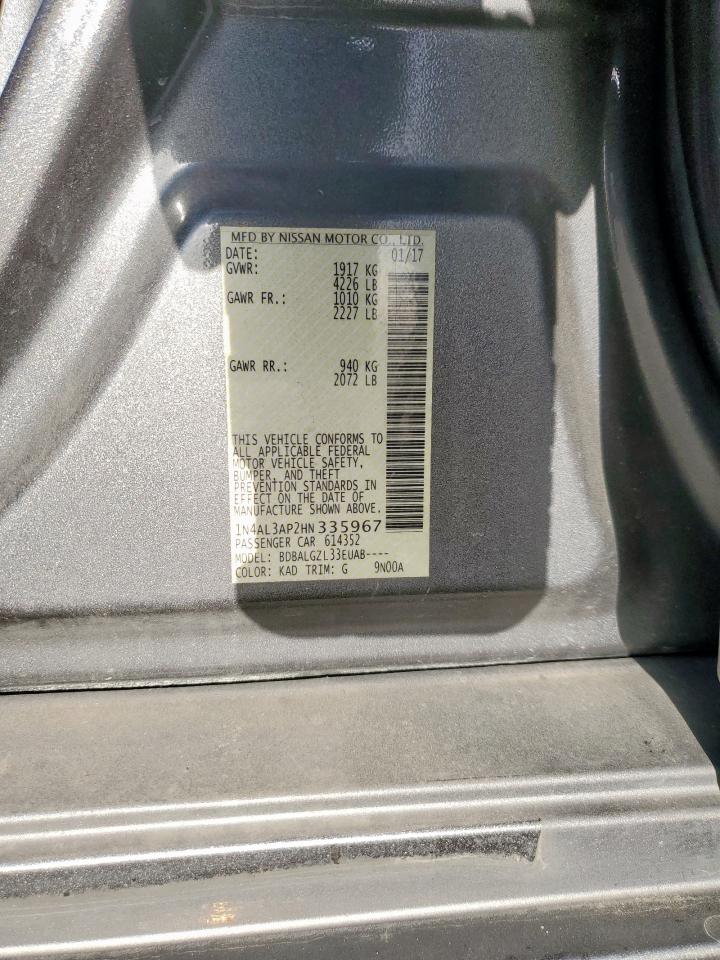 MFD BY NISSAN MOTOR CO., LTD.
DATE: 01/17
GVWR: 1917 KG
4226 LB
GAWR FR.: 1010 KG
2227 LB
GAWR RR.: 940 KG
2072 LB
THIS VEHICLE CONFORMS TO
ALL APPLICABLE FEDERAL
MOTOR VEHICLE SAFETY,
BUMPER, AND THEFT
PREVENTION STANDARDS IN
EFFECT ON THE DATE OF
MANUFACTURE SHOWN ABOVE.
1N4AL3AP2HN335967
PASSENGER CAR 614352
MODEL: BDBALGZL33EUAB----
COLOR: KAD TRIM: G 9N00A